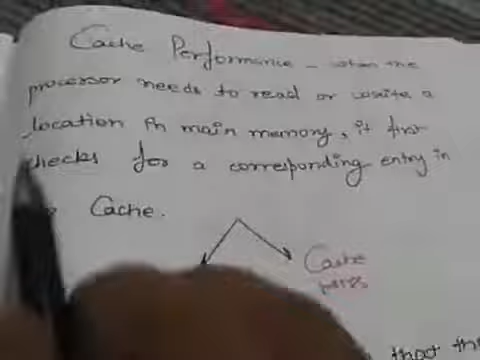 Cache Performance - when the
processor needs to read or write a
location in main memory, it first
checks for a corresponding entry in
Cache.
Cache
that th